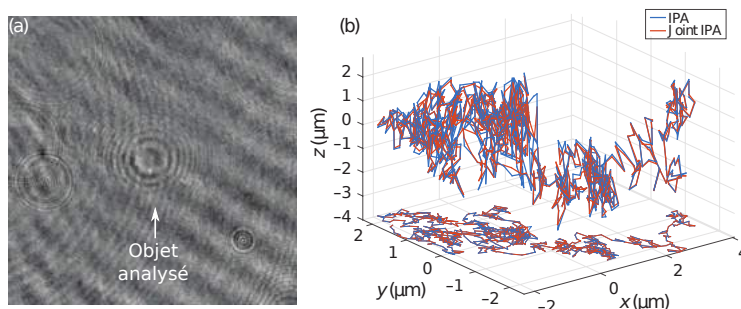 (a)
Objet
analysé
(b)
IPA
Joint IPA
z (µm)
2
1
0
−1
−2
−3
−4
2
1
0
−1
−2
y (µm)
−2
0
2
4
x (µm)